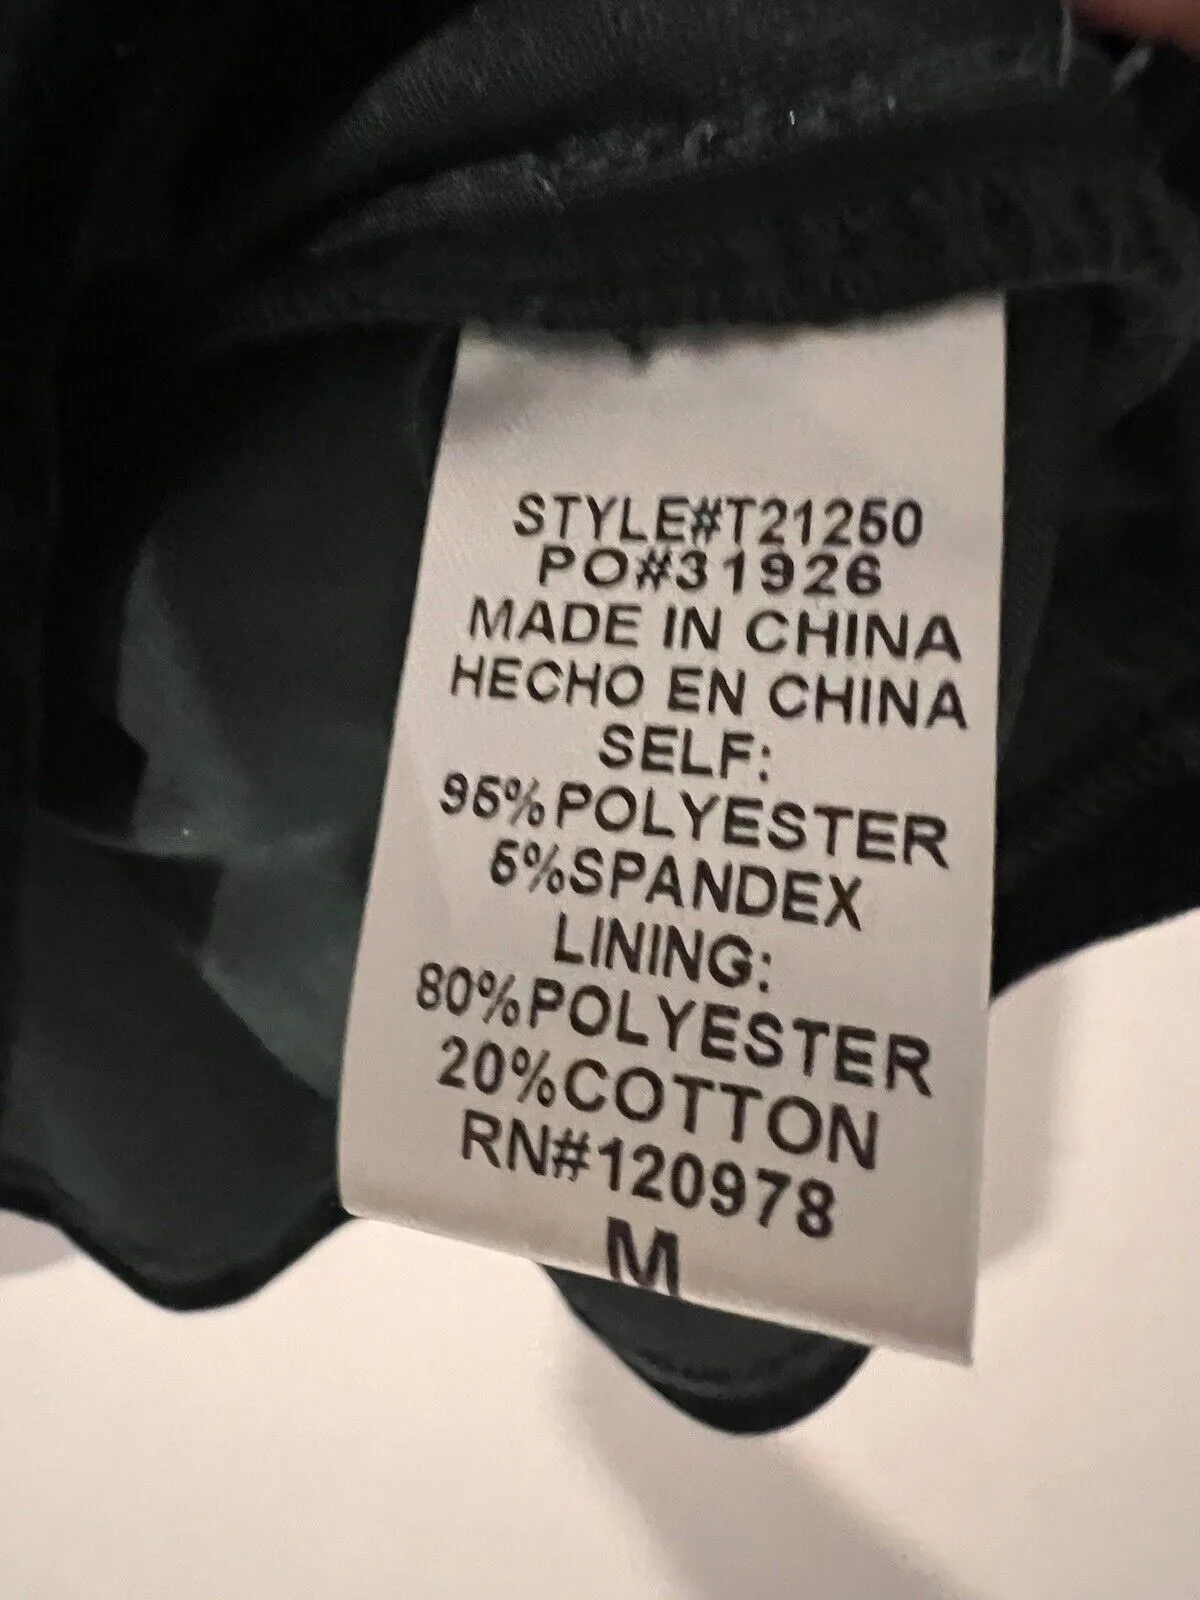 STYLE#T21250
PO#31926
MADE IN CHINA
HECHO EN CHINA
SELF:
95%POLYESTER
5%SPANDEX
LINING:
80%POLYESTER
20%COTTON
RN#120978
M